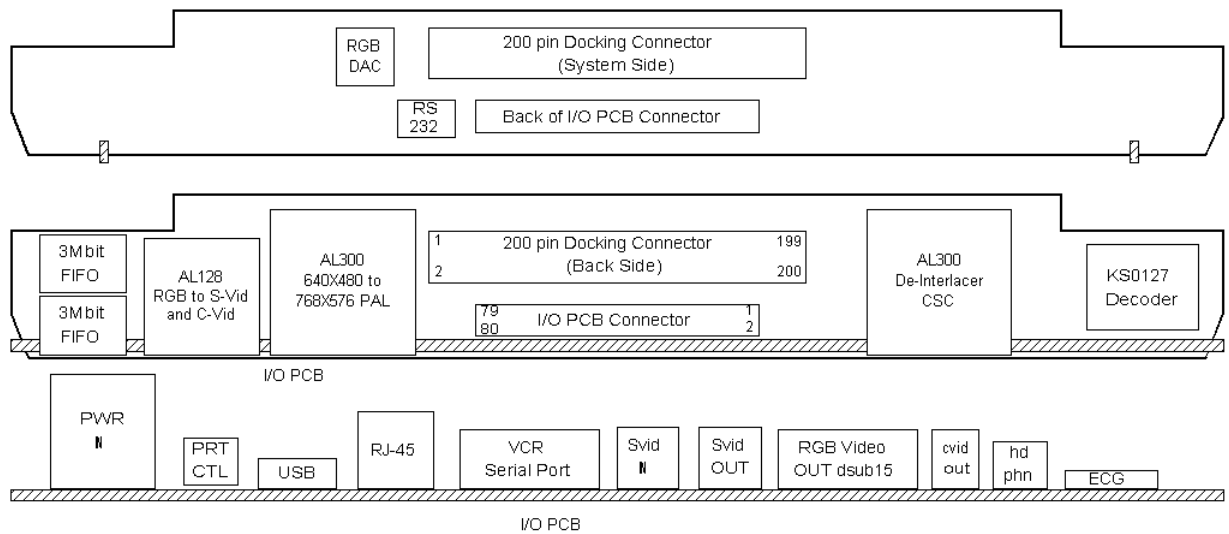 RGB
DAC
200 pin Docking Connector
(System Side)
RS
232
Back of I/O PCB Connector
3Mbit
FIFO
3Mbit
FIFO
AL128
RGB to S-Vid
and C-Vid
AL300
640X480 to
768X576 PAL
1 200 pin Docking Connector 199
2 (Back Side) 200
79 I/O PCB Connector 1
80 2
AL300
De-Interlacer
CSC
KS0127
Decoder
I/O PCB
PWR
IN
PRT
CTL
USB
RJ-45
VCR
Serial Port
Svid
IN
Svid
OUT
RGB Video
OUT dsub15
cvid
out
hd
phn
ECG
I/O PCB